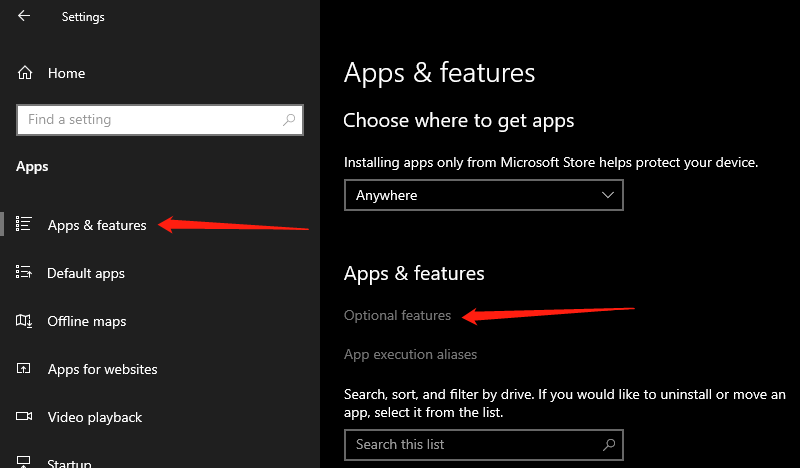 Settings
Home
Find a setting
Apps
Apps & features
Default apps
Offline maps
Apps for websites
Video playback
Startup
Apps & features
Choose where to get apps
Installing apps only from Microsoft Store helps protect your device.
Anywhere
Apps & features
Optional features
App execution aliases
Search, sort, and filter by drive. If you would like to uninstall or move an
app, select it from the list.
Search this list